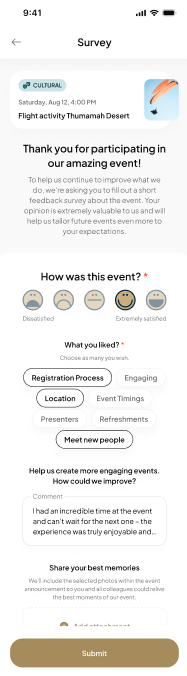 9:41
Survey
CULTURAL
Saturday, Aug 12, 4:00 PM
Flight activity Thumamah Desert
Thank you for participating in
our amazing event!
To help us continue to improve what we
do, we're asking you to fill out a short
feedback survey about the event. Your
opinion is extremely valuable to us and will
help us tailor future events even more to
your expectations.
How was this event? *
Dissatisfied Extremely satisfied
What you liked? *
Choose as many you wish.
Registration Process Engaging
Location Event Timings
Presenters Refreshments
Meet new people
Help us create more engaging events.
How could we improve?
Comment
I had an incredible time at the event
and can't wait for the next one – the
experience was truly enjoyable and...
Share your best memories
We'll include the selected photos within the event
announcement so you and all colleagues could relive
the best moments of our event.
Add attachment
Submit